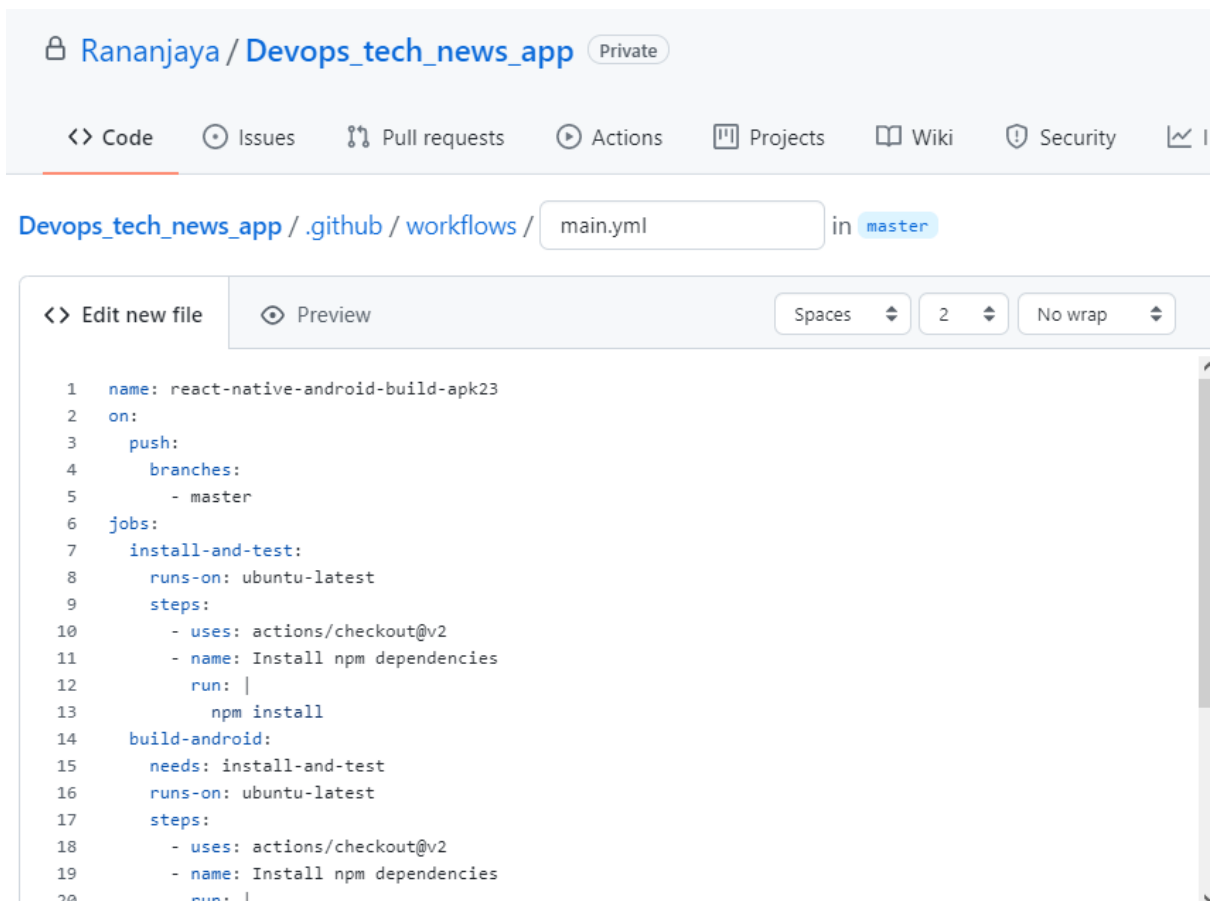 Rananjaya / Devops_tech_news_app Private
<> Code Issues Pull requests Actions Projects Wiki Security
Devops_tech_news_app / .github / workflows / main.yml in master
<> Edit new file Preview Spaces 2 No wrap
1 name: react-native-android-build-apk23
2 on:
3 push:
4 branches:
5 - master
6 jobs:
7 install-and-test:
8 runs-on: ubuntu-latest
9 steps:
10 - uses: actions/checkout@v2
11 - name: Install npm dependencies
12 run: |
13 npm install
14 build-android:
15 needs: install-and-test
16 runs-on: ubuntu-latest
17 steps:
18 - uses: actions/checkout@v2
19 - name: Install npm dependencies
20 run: |